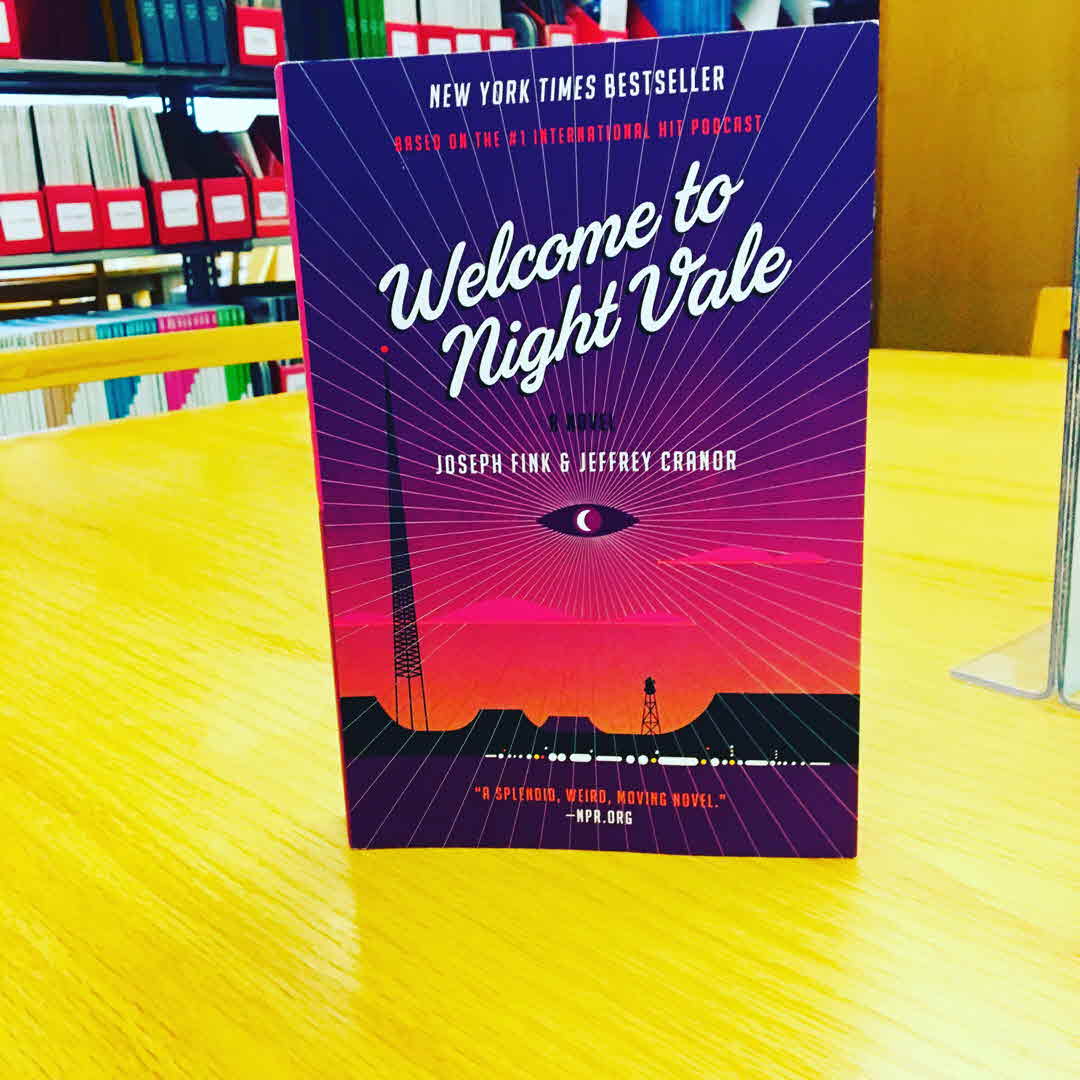 NEW YORK TIMES BESTSELLER
BASED ON THE #1 INTERNATIONAL HIT PODCAST
Welcome to
Night Vale
A NOVEL
JOSEPH FINK & JEFFREY CRANOR
"A SPLENDID, WEIRD, MOVING NOVEL."
—NPR.ORG